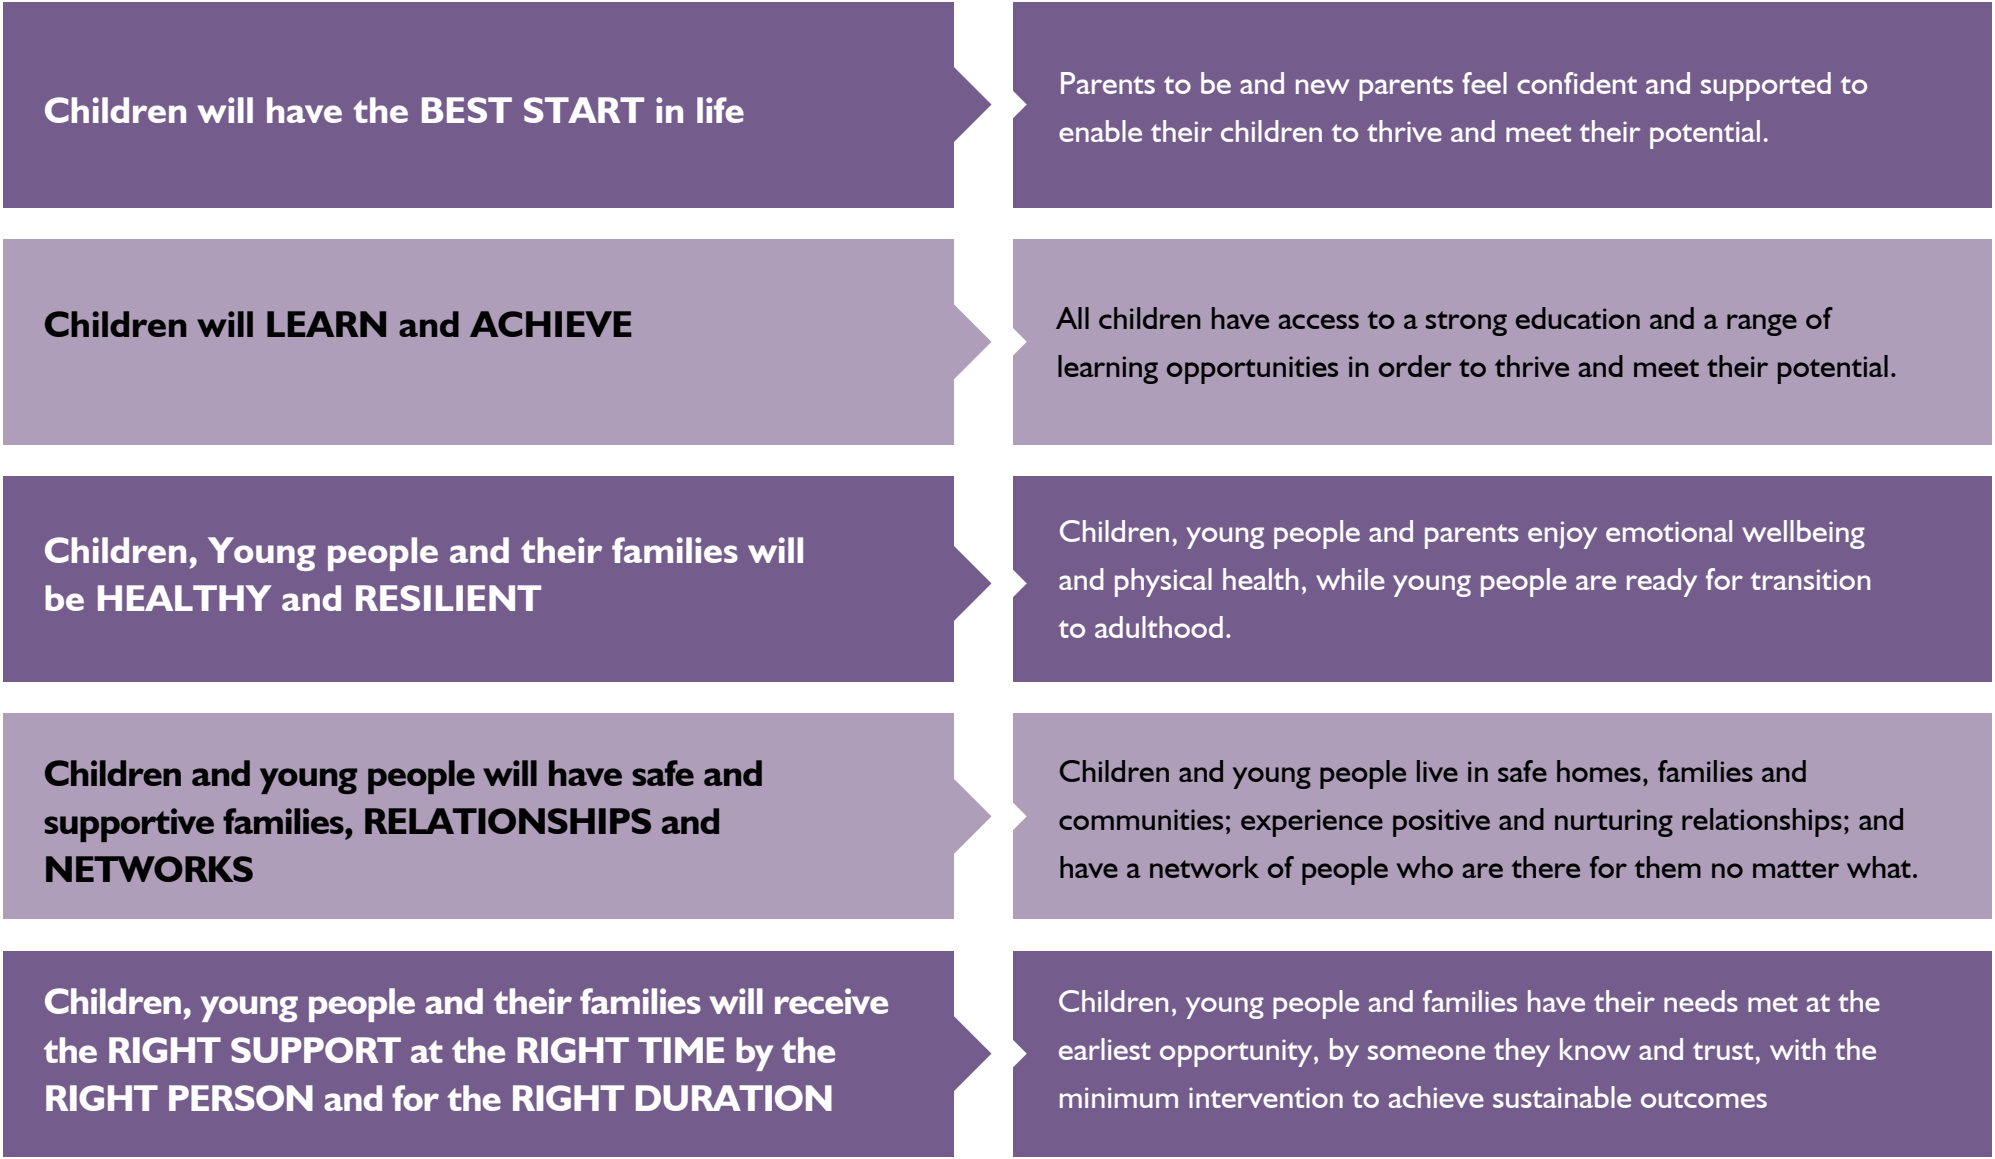 Children will have the BEST START in life
Parents to be and new parents feel confident and supported to
enable their children to thrive and meet their potential.
Children will LEARN and ACHIEVE
All children have access to a strong education and a range of
learning opportunities in order to thrive and meet their potential.
Children, Young people and their families will
be HEALTHY and RESILIENT
Children, young people and parents enjoy emotional wellbeing
and physical health, while young people are ready for transition
to adulthood.
Children and young people will have safe and
supportive families, RELATIONSHIPS and
NETWORKS
Children and young people live in safe homes, families and
communities; experience positive and nurturing relationships; and
have a network of people who are there for them no matter what.
Children, young people and their families will receive
the RIGHT SUPPORT at the RIGHT TIME by the
RIGHT PERSON and for the RIGHT DURATION
Children, young people and families have their needs met at the
earliest opportunity, by someone they know and trust, with the
minimum intervention to achieve sustainable outcomes